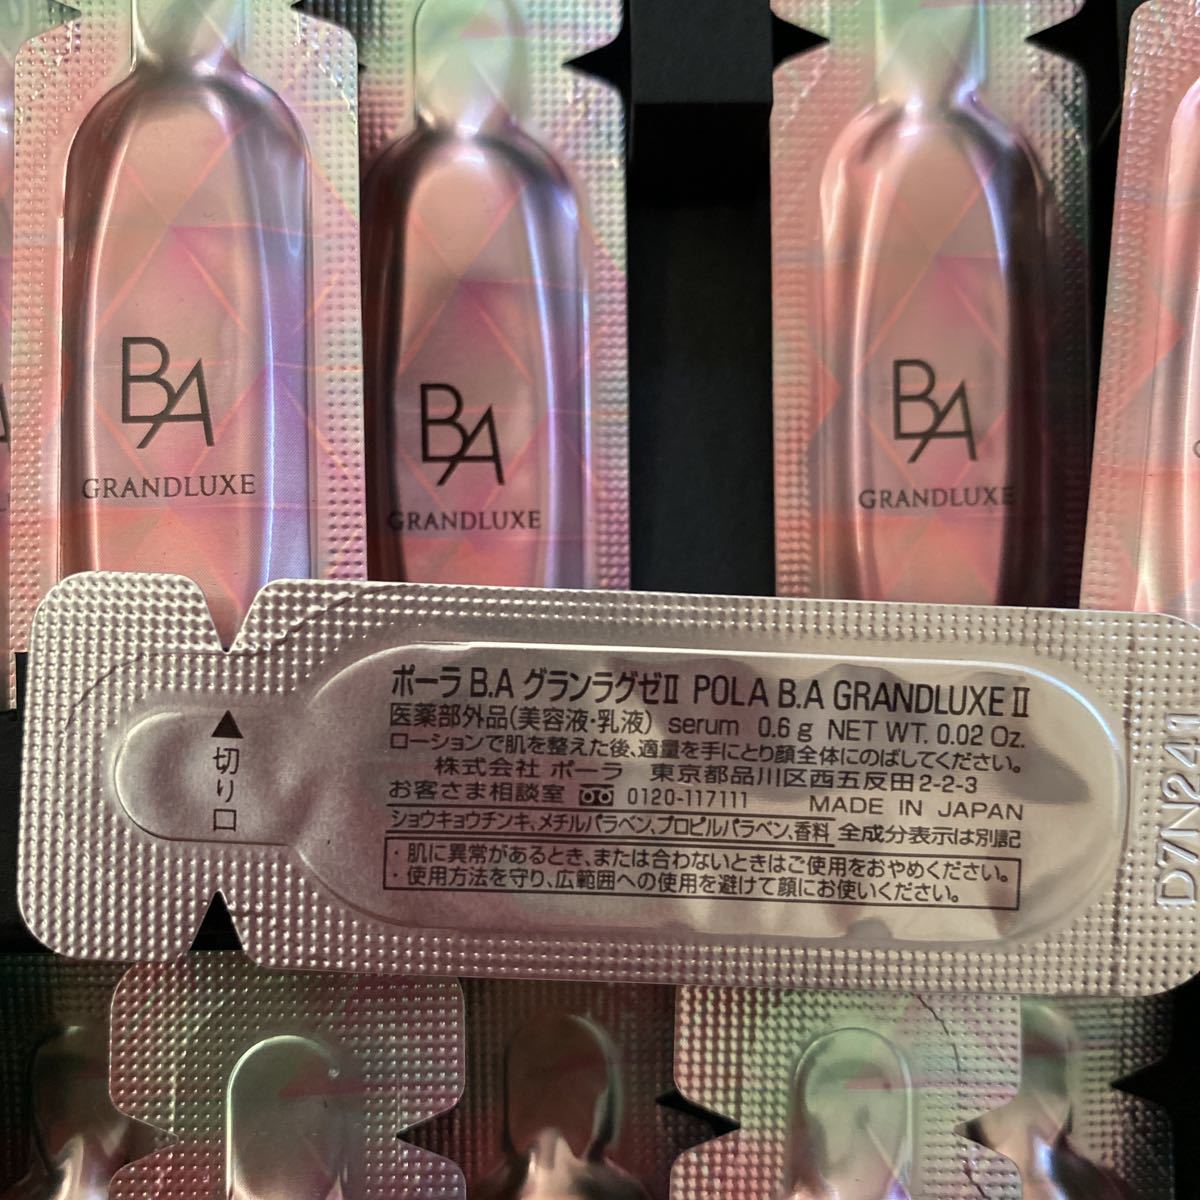 BA
GRANDLUXE
BA
GRANDLUXE
BA
GRANDLUXE
▲
切り口
ポーラ B.A グランラグゼⅡ POLA B.A GRANDLUXE Ⅱ
医薬部外品(美容液・乳液) serum 0.6 g NET WT. 0.02 Oz.
ローションで肌を整えた後、適量を手にとり顔全体にのばしてください。
株式会社 ポーラ 東京都品川区西五反田2-2-3
お客さま相談室 0120-117111 MADE IN JAPAN
ショウキョウチンキ、メチルパラベン、プロピルパラベン、香料 全成分表示は別記
・肌に異常があるとき、または合わないときはご使用をおやめください。
・使用方法を守り、広範囲への使用を避けて顔にお使いください。